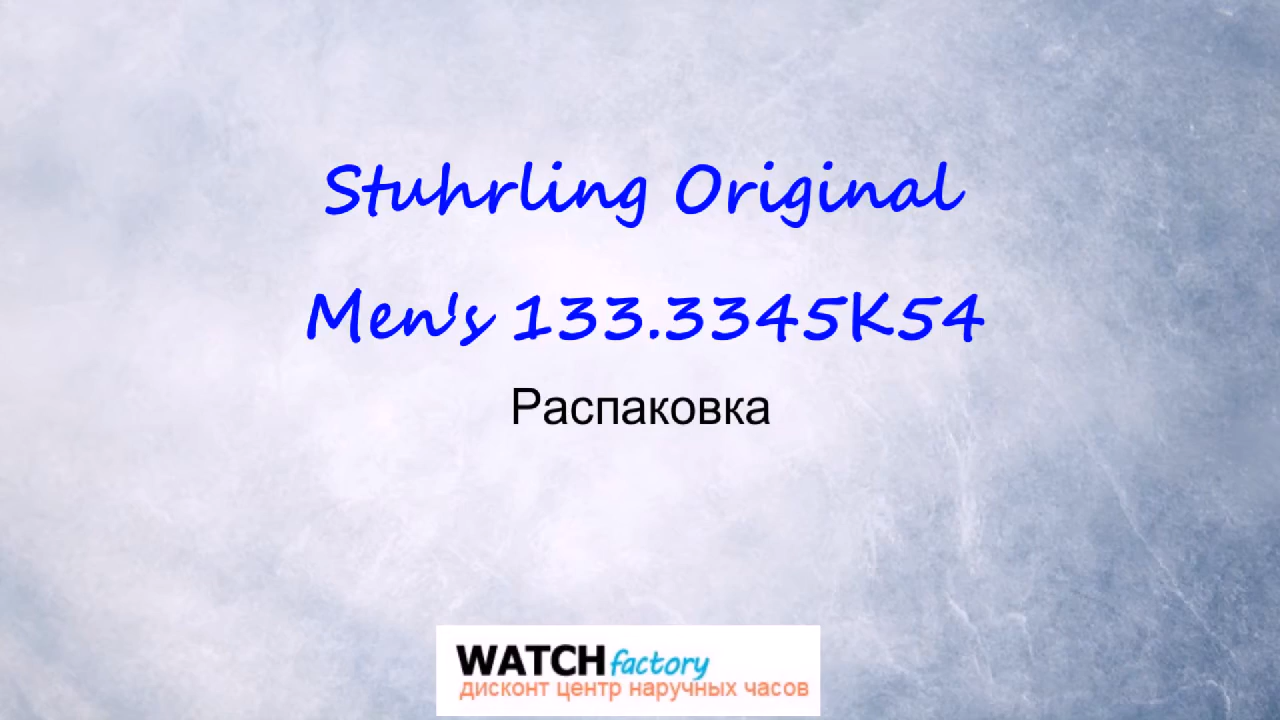 Stuhrling Original
Men's 133.3345K54
Распаковка
WATCH factory
дисконт центр наручных часов